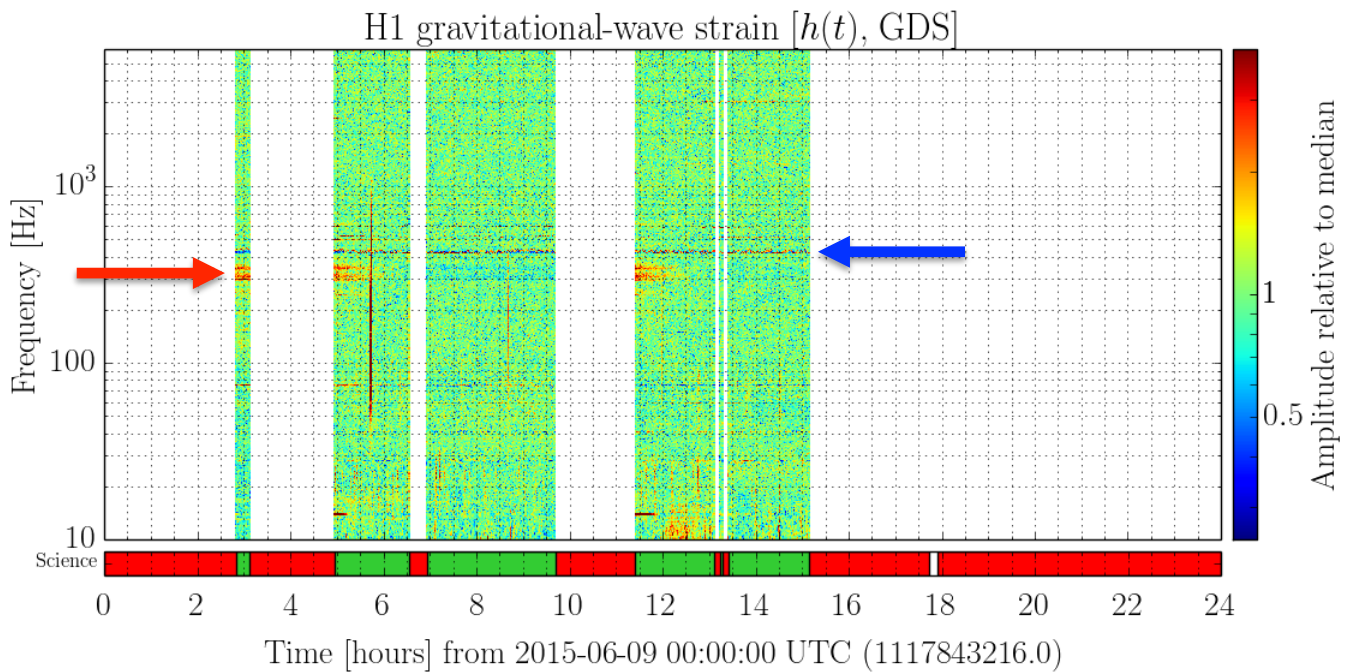 H1 gravitational-wave strain [h(t), GDS]
Frequency [Hz]
10³
100
10
Science
0 2 4 6 8 10 12 14 16 18 20 22 24
Time [hours] from 2015-06-09 00:00:00 UTC (1117843216.0)
1
0.5
Amplitude relative to median